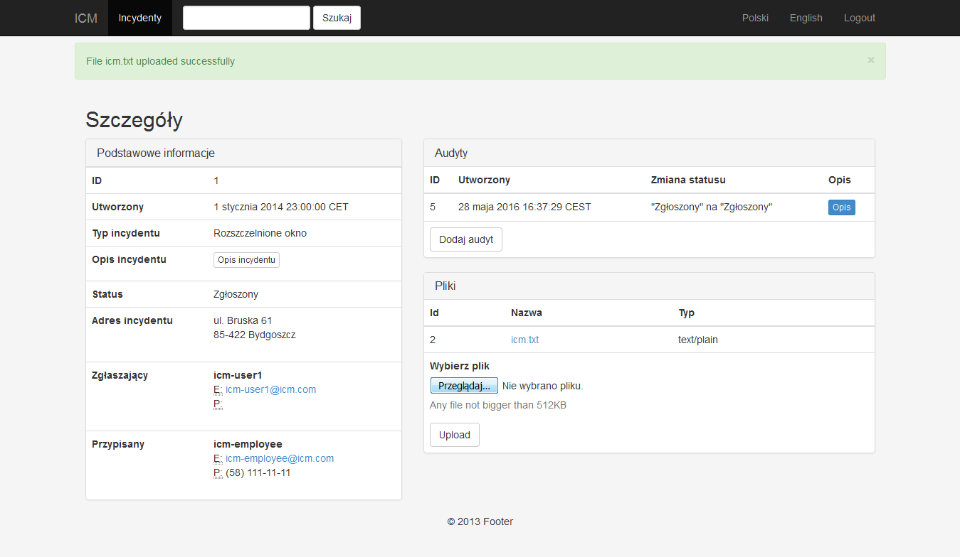 ICM Incydenty Szukaj Polski English Logout
File icm.txt uploaded successfully ×
Szczegóły
Podstawowe informacje
ID 1
Utworzony 1 stycznia 2014 23:00:00 CET
Typ incydentu Rozszczelnione okno
Opis incydentu Opis incydentu
Status Zgłoszony
Adres incydentu ul. Bruska 61
85-422 Bydgoszcz
Zgłaszający icm-user1
E: icm-user1@icm.com
P:
Przypisany icm-employee
E: icm-employee@icm.com
P: (58) 111-11-11
Audyty
ID Utworzony Zmiana statusu Opis
5 28 maja 2016 16:37:29 CEST "Zgłoszony" na "Zgłoszony" Opis
Dodaj audyt
Pliki
Id Nazwa Typ
2 icm.txt text/plain
Wybierz plik
Przeglądaj... Nie wybrano pliku.
Any file not bigger than 512KB
Upload
© 2013 Footer